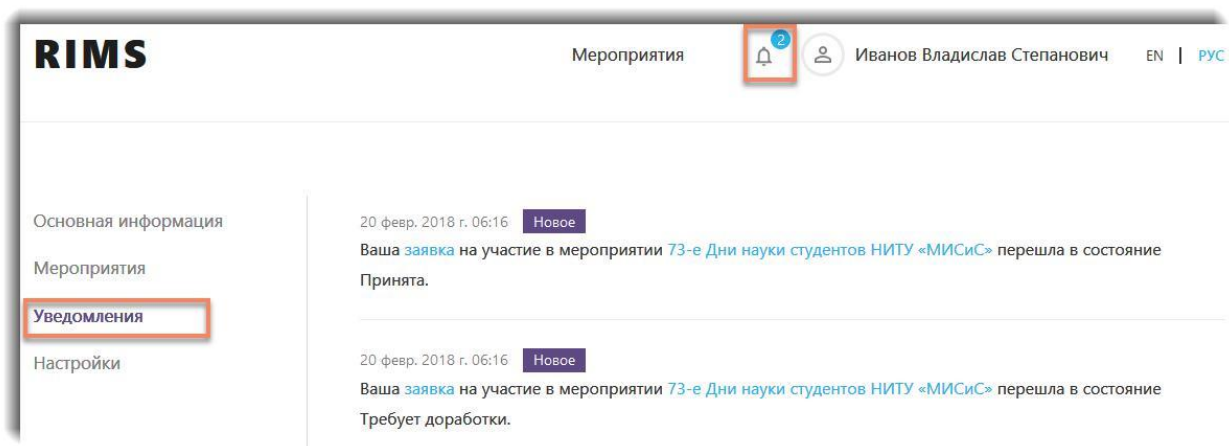 RIMS
Мероприятия
2
Иванов Владислав Степанович
EN | РУС
Основная информация
Мероприятия
Уведомления
Настройки
20 февр. 2018 г. 06:16 Новое
Ваша заявка на участие в мероприятии 73-е Дни науки студентов НИТУ «МИСиС» перешла в состояние
Принята.
20 февр. 2018 г. 06:16 Новое
Ваша заявка на участие в мероприятии 73-е Дни науки студентов НИТУ «МИСиС» перешла в состояние
Требует доработки.